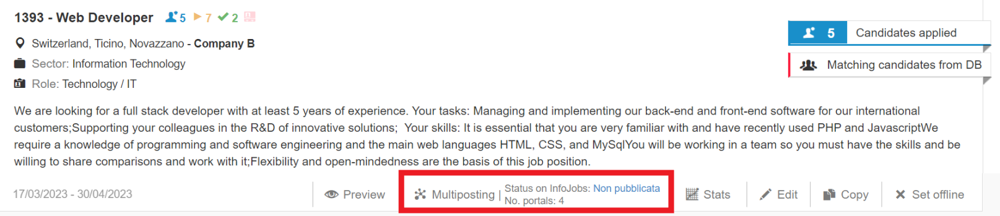 1393 - Web Developer 5 7 2
Switzerland, Ticino, Novazzano - Company B
Sector: Information Technology
Role: Technology / IT
5 Candidates applied
Matching candidates from DB
We are looking for a full stack developer with at least 5 years of experience. Your tasks: Managing and implementing our back-end and front-end software for our international
customers;Supporting your colleagues in the R&D of innovative solutions;  Your skills: It is essential that you are very familiar with and have recently used PHP and JavascriptWe
require a knowledge of programming and software engineering and the main web languages HTML, CSS, and MySqlYou will be working in a team so you must have the skills and be
willing to share comparisons and work with it;Flexibility and open-mindedness are the basis of this job position.
17/03/2023 - 30/04/2023
Preview
Multiposting |
Status on InfoJobs: Non pubblicata
No. portals: 4
Stats
Edit
Copy
Set offline